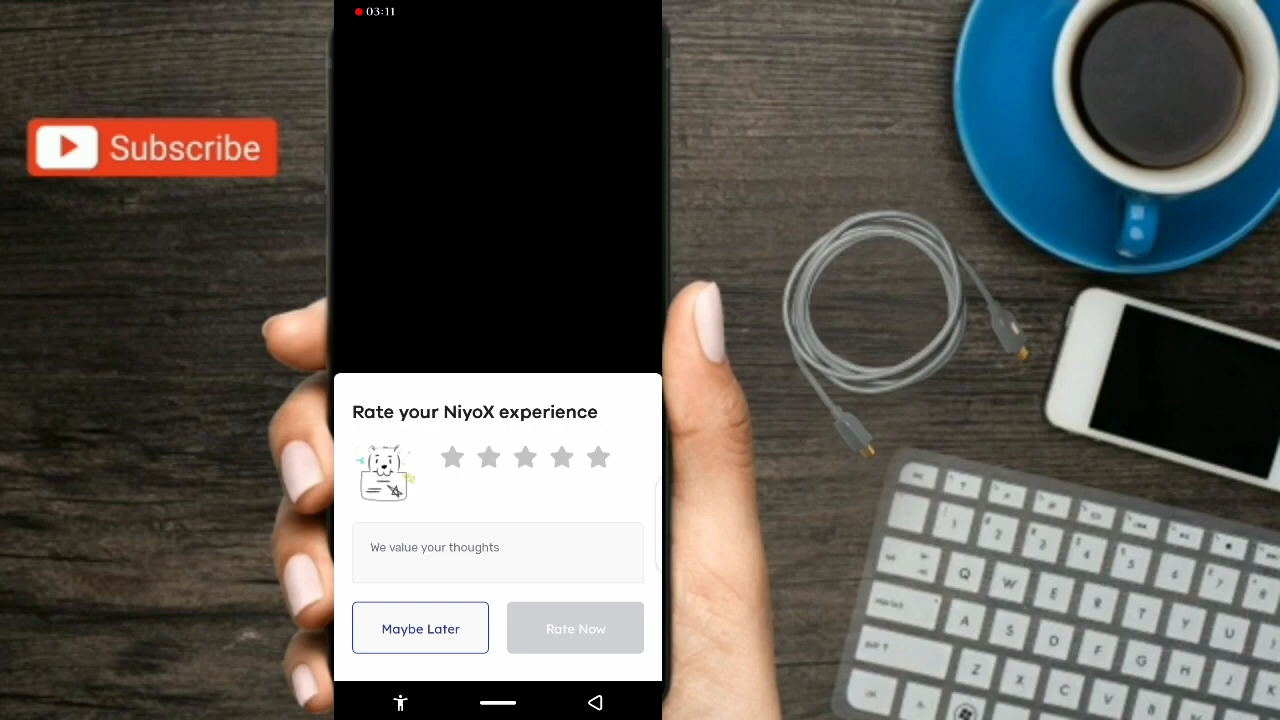 03:11
Subscribe
Rate your NiyoX experience
We value your thoughts
Maybe Later
Rate Now
Q W E R T Y U
A S D F G H J
Z X C V B N